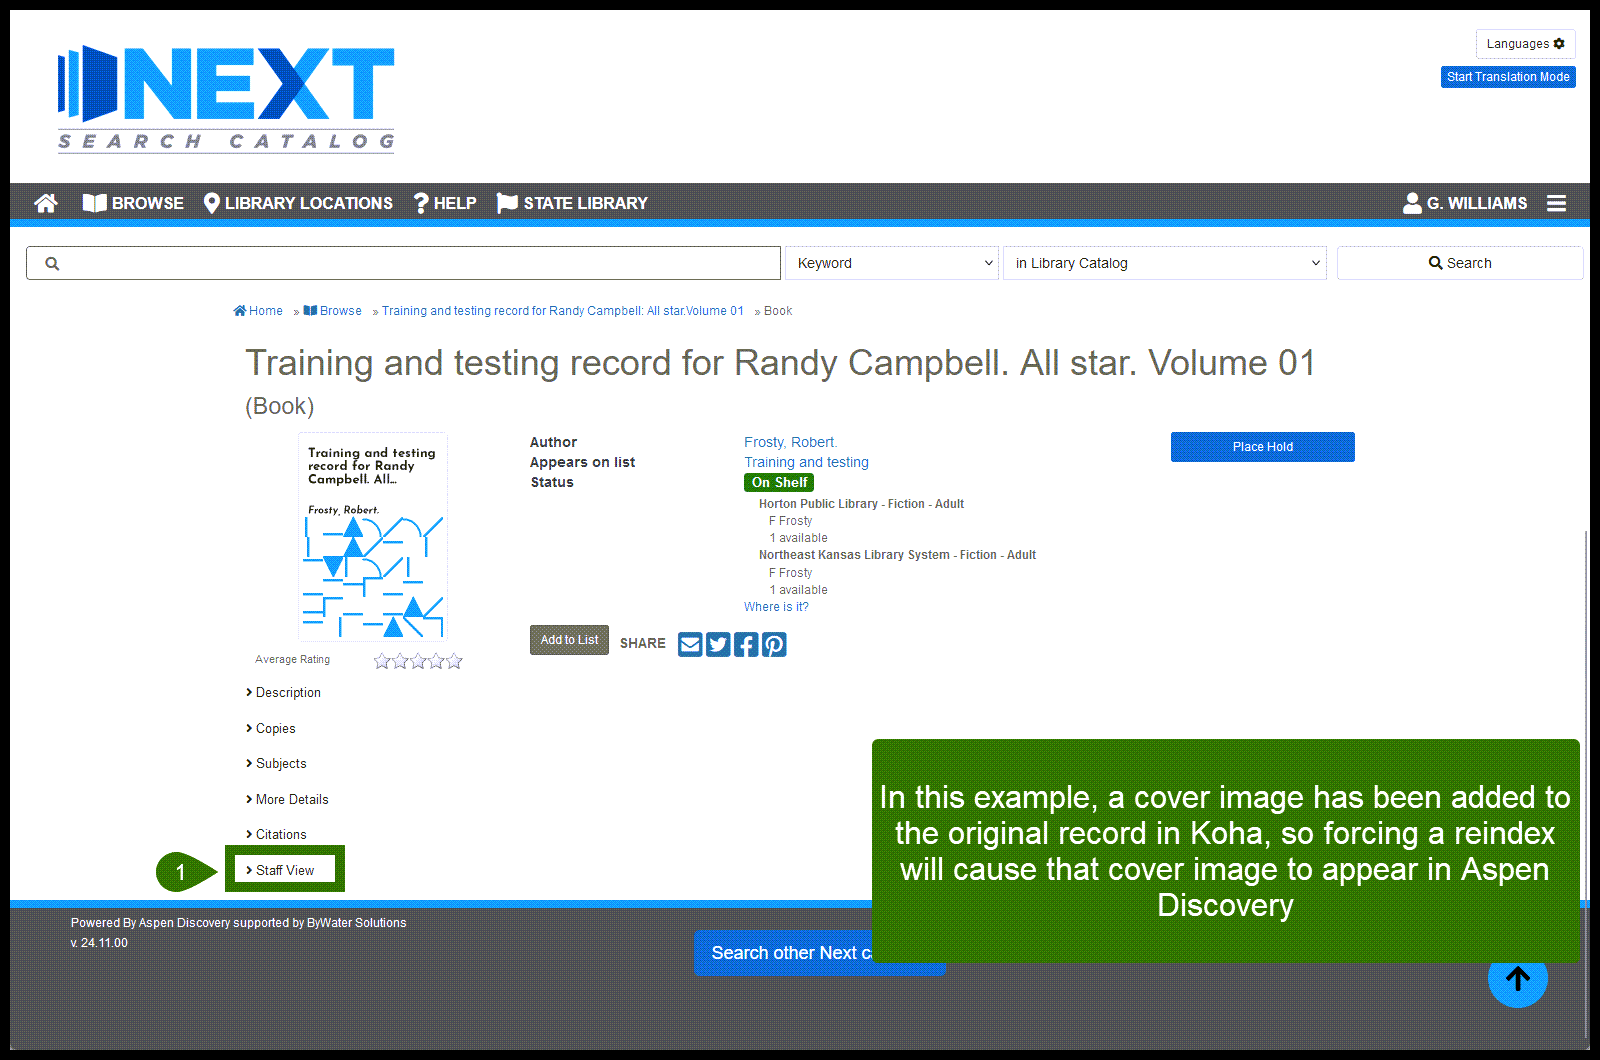 NEXT
SEARCH CATALOG
Languages
Start Translation Mode
BROWSE LIBRARY LOCATIONS HELP STATE LIBRARY G. WILLIAMS
Keyword in Library Catalog Search
Home » Browse » Training and testing record for Randy Campbell: All star.Volume 01 » Book
Training and testing record for Randy Campbell. All star. Volume 01
(Book)
Training and testing
record for Randy
Campbell. All...
Frosty, Robert.
Average Rating
Author Frosty, Robert.
Appears on list Training and testing
Status On Shelf
Horton Public Library - Fiction - Adult
F Frosty
1 available
Northeast Kansas Library System - Fiction - Adult
F Frosty
1 available
Where is it?
Place Hold
Add to List SHARE
Description
Copies
Subjects
More Details
Citations
1 Staff View
In this example, a cover image has been added to
the original record in Koha, so forcing a reindex
will cause that cover image to appear in Aspen
Discovery
Powered By Aspen Discovery supported by ByWater Solutions
v. 24.11.00
Search other Next